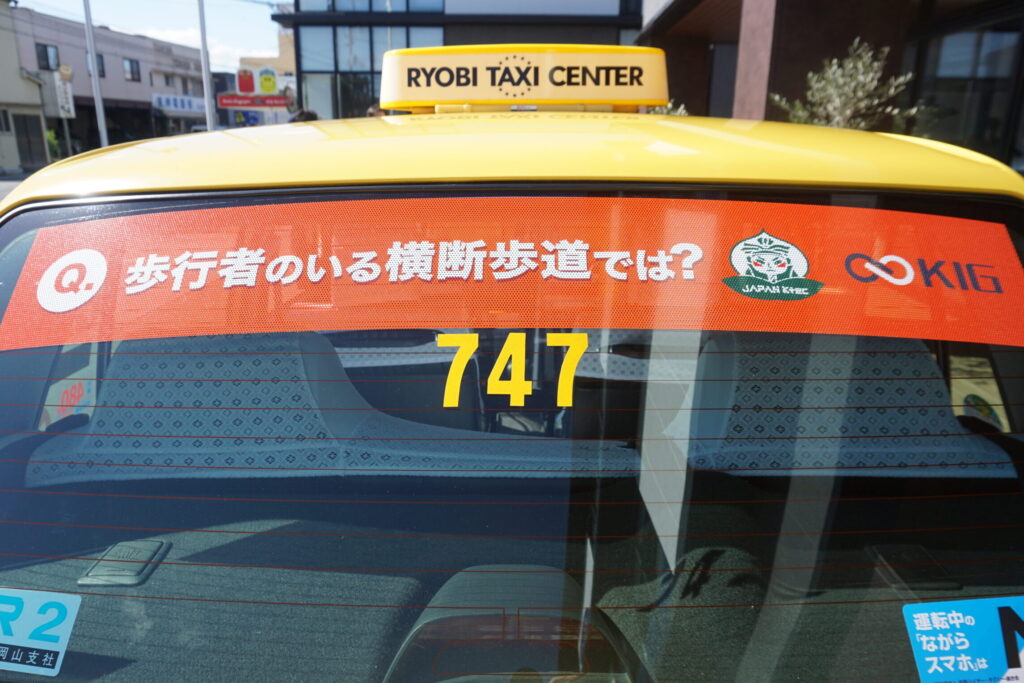 RYOBI TAXI CENTER
Q. 歩行者のいる横断歩道では?
JAPAN K-tEC
KIG
747
R2
岡山支社
運転中の
「ながら
スマホ」は
N